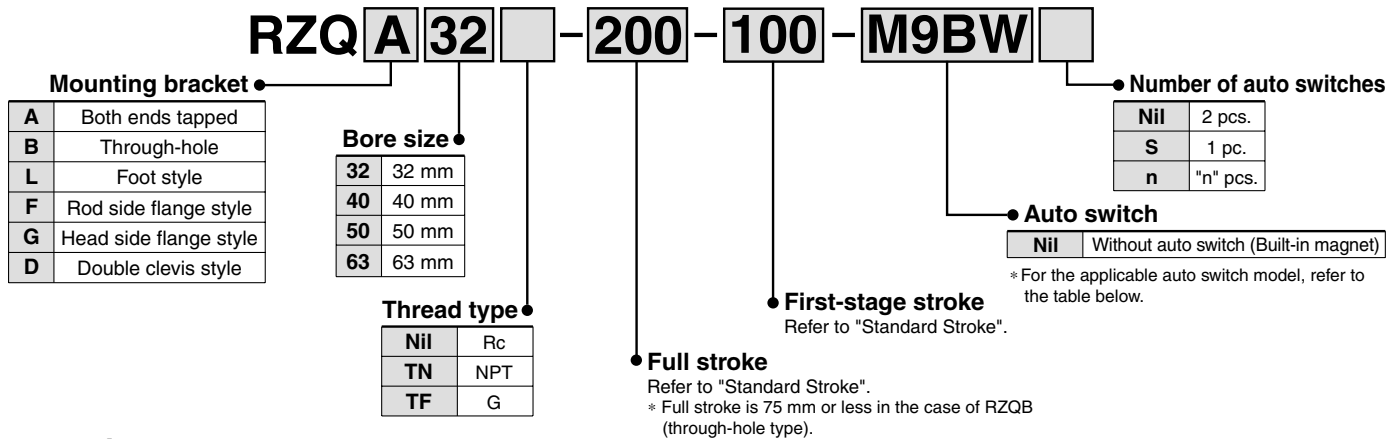 RZQ A 32 – 200 – 100 – M9BW
Mounting bracket
A Both ends tapped
B Through-hole
L Foot style
F Rod side flange style
G Head side flange style
D Double clevis style
Bore size
32 32 mm
40 40 mm
50 50 mm
63 63 mm
Thread type
Nil Rc
TN NPT
TF G
Full stroke
Refer to "Standard Stroke".
* Full stroke is 75 mm or less in the case of RZQB
(through-hole type).
First-stage stroke
Refer to "Standard Stroke".
Number of auto switches
Nil 2 pcs.
S 1 pc.
n "n" pcs.
Auto switch
Nil Without auto switch (Built-in magnet)
* For the applicable auto switch model, refer to
the table below.